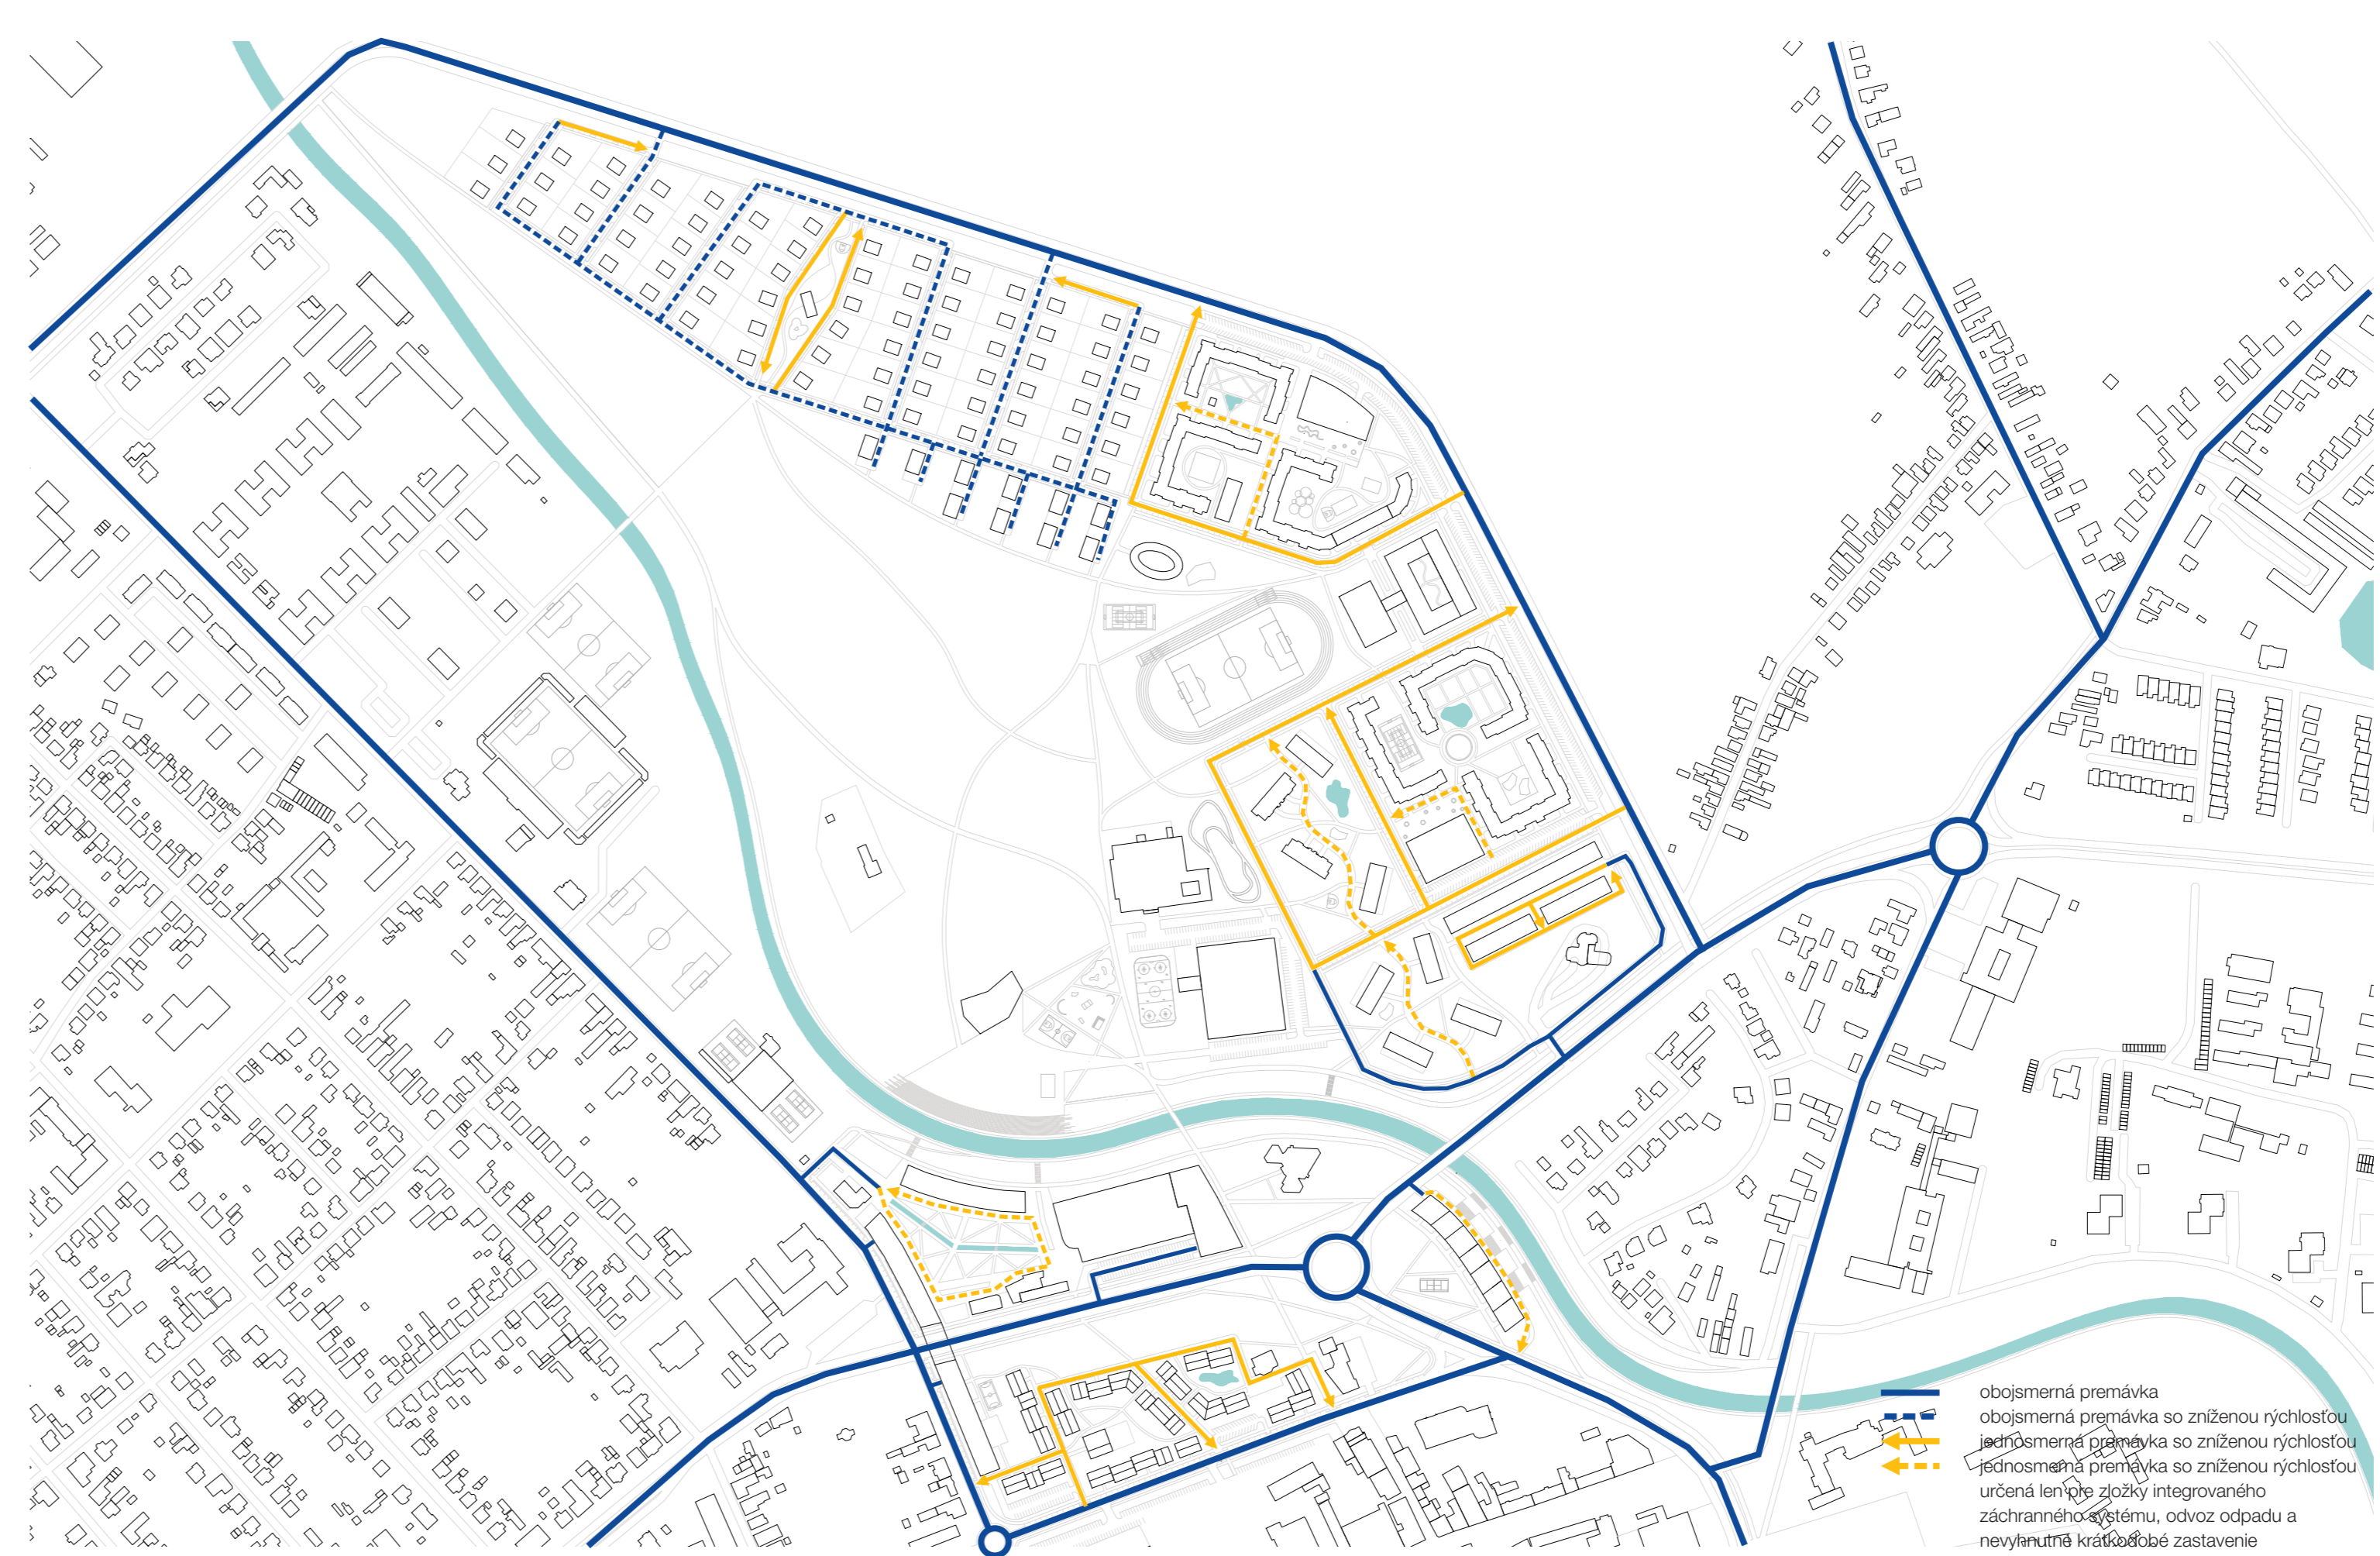 obojsmerná premávka
obojsmerná premávka so zníženou rýchlosťou
jednosmerná premávka so zníženou rýchlosťou
jednosmerná premávka so zníženou rýchlosťou
určená len pre zložky integrovaného
záchranného systému, odvoz odpadu a
nevyhnutné krátkodobé zastavenie